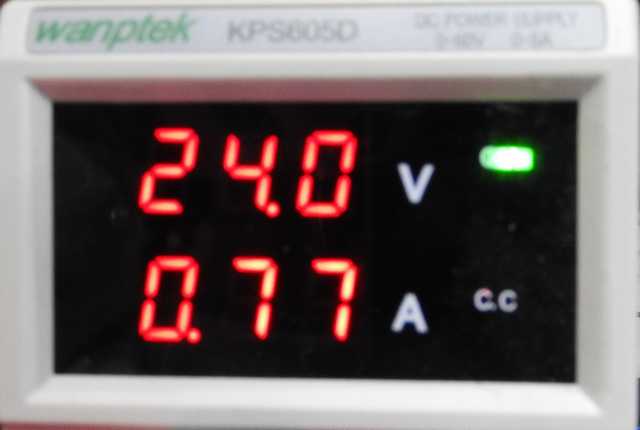 wanptek KPS605D DC POWER SUPPLY
0-60V 0-5A
24.0 V
0.77 A C.C